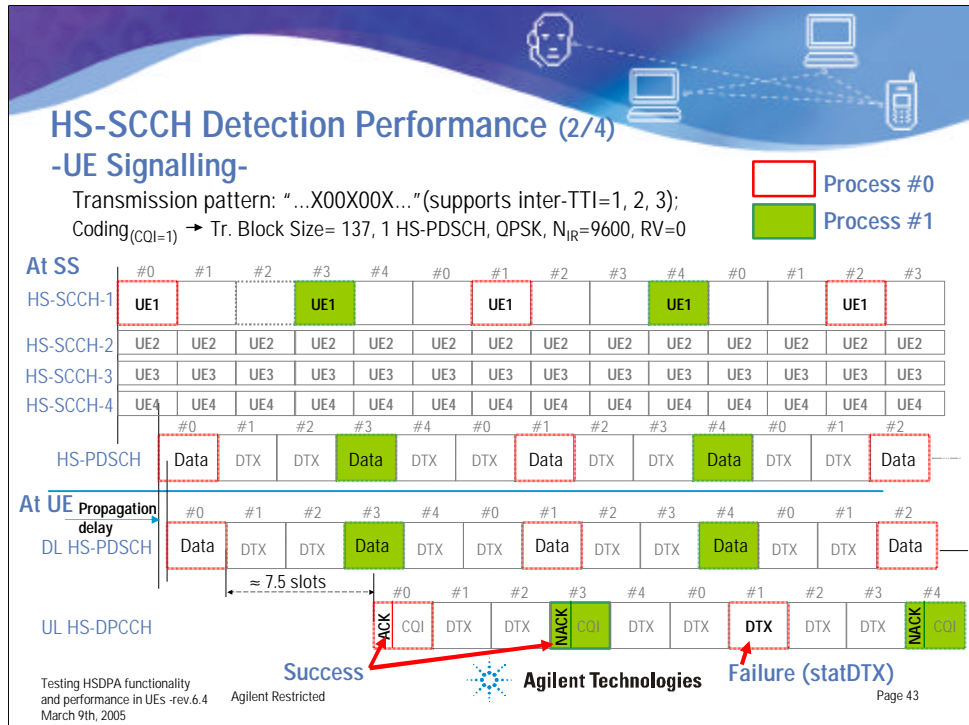 HS-SCCH Detection Performance (2/4)
-UE Signalling-
Process #0
Process #1
Transmission pattern: "...X00X00X..."(supports inter-TTI=1, 2, 3);
Coding(CQI=1) → Tr. Block Size= 137, 1 HS-PDSCH, QPSK, NIR=9600, RV=0
At SS
#0 #1 #2 #3 #4 #0 #1 #2 #3 #4 #0 #1 #2 #3
HS-SCCH-1 UE1 UE1 UE1 UE1 UE1
HS-SCCH-2 UE2 UE2 UE2 UE2 UE2 UE2 UE2 UE2 UE2 UE2 UE2 UE2 UE2 UE2
HS-SCCH-3 UE3 UE3 UE3 UE3 UE3 UE3 UE3 UE3 UE3 UE3 UE3 UE3 UE3 UE3
HS-SCCH-4 UE4 UE4 UE4 UE4 UE4 UE4 UE4 UE4 UE4 UE4 UE4 UE4 UE4 UE4
#0 #1 #2 #3 #4 #0 #1 #2 #3 #4 #0 #1 #2
HS-PDSCH Data DTX DTX Data DTX DTX Data DTX DTX Data DTX DTX Data
At UE Propagation
delay
#0 #1 #2 #3 #4 #0 #1 #2 #3 #4 #0 #1 #2
DL HS-PDSCH Data DTX DTX Data DTX DTX Data DTX DTX Data DTX DTX Data
≈ 7.5 slots
#0 #1 #2 #3 #4 #0 #1 #2 #3 #4
UL HS-DPCCH ACK CQI DTX DTX NACK CQI DTX DTX DTX DTX DTX NACK CQI
Success
Failure (statDTX)
Agilent Technologies
Testing HSDPA functionality
and performance in UEs -rev.6.4
March 9th, 2005
Agilent Restricted
Page 43